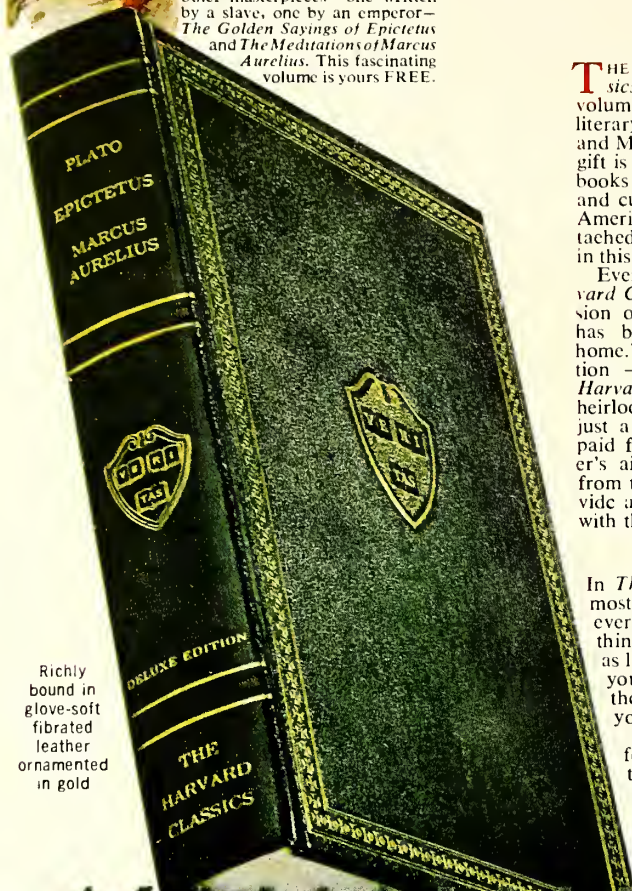 other masterpieces—one written
by a slave, one by an emperor—
The Golden Sayings of Epictetus
and The Meditations of Marcus
Aurelius. This fascinating
volume is yours FREE.
PLATO
EPICTETUS
MARCUS
AURELIUS
VE RI
TAS
DELUXE EDITION
THE
HARVARD
CLASSICS
VE RI
TAS
Richly
bound in
glove-soft
fibrated
leather
ornamented
in gold
THE
sic
volum
literar
and M
gift is
books
and cu
Ameri
tached
in this
Eve
vard C
sion o
has b
home.
tion –
Harva
heirloo
just a
paid f
er's ai
from t
vide a
with th
In Th
most
ever
thin
as l
you
the
yo
f
t